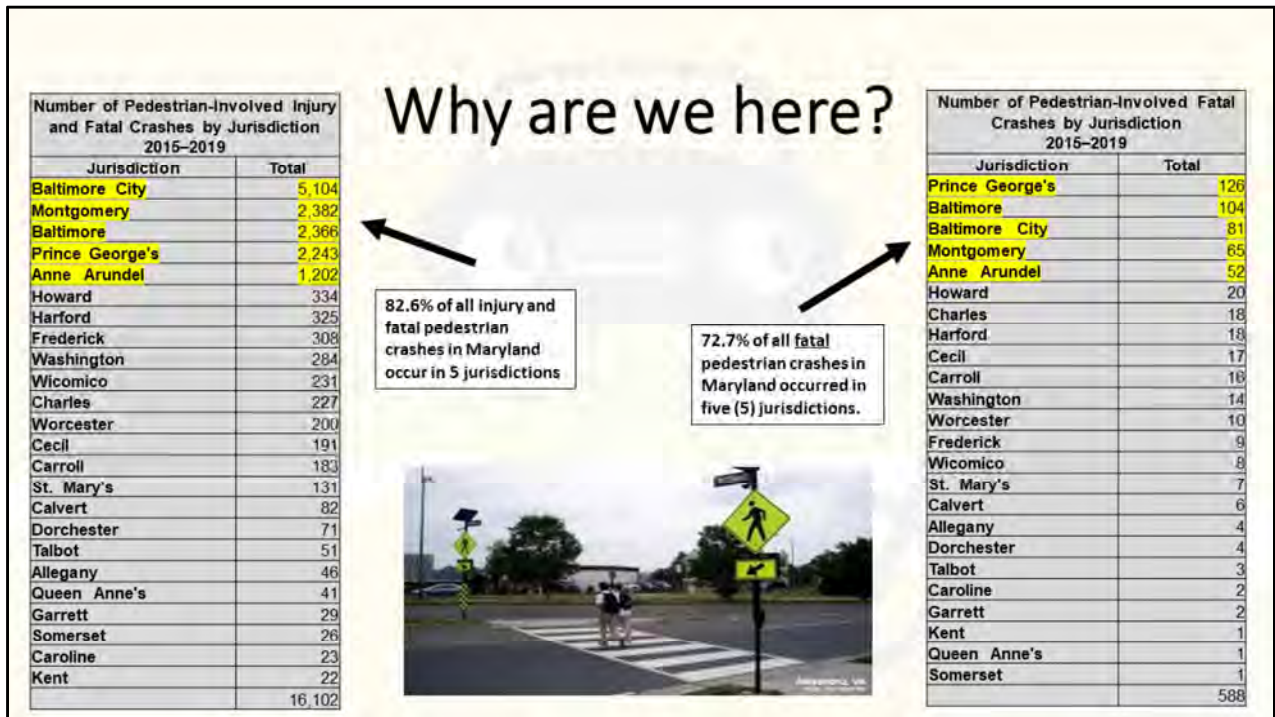 Why are we here?
Number of Pedestrian-Involved Injury
and Fatal Crashes by Jurisdiction
2015–2019
Jurisdiction Total
Baltimore City 5,104
Montgomery 2,382
Baltimore 2,366
Prince George's 2,243
Anne Arundel 1,202
Howard 334
Harford 325
Frederick 308
Washington 284
Wicomico 231
Charles 227
Worcester 200
Cecil 191
Carroll 183
St. Mary's 131
Calvert 82
Dorchester 71
Talbot 51
Allegany 46
Queen Anne's 41
Garrett 29
Somerset 26
Caroline 23
Kent 22
16,102
82.6% of all injury and
fatal pedestrian
crashes in Maryland
occur in 5 jurisdictions
72.7% of all fatal
pedestrian crashes in
Maryland occurred in
five (5) jurisdictions.
Alexandria, VA
Number of Pedestrian-Involved Fatal
Crashes by Jurisdiction
2015–2019
Jurisdiction Total
Prince George's 126
Baltimore 104
Baltimore City 81
Montgomery 65
Anne Arundel 52
Howard 20
Charles 18
Harford 18
Cecil 17
Carroll 16
Washington 14
Worcester 10
Frederick 9
Wicomico 8
St. Mary's 7
Calvert 6
Allegany 4
Dorchester 4
Talbot 3
Caroline 2
Garrett 2
Kent 1
Queen Anne's 1
Somerset 1
588